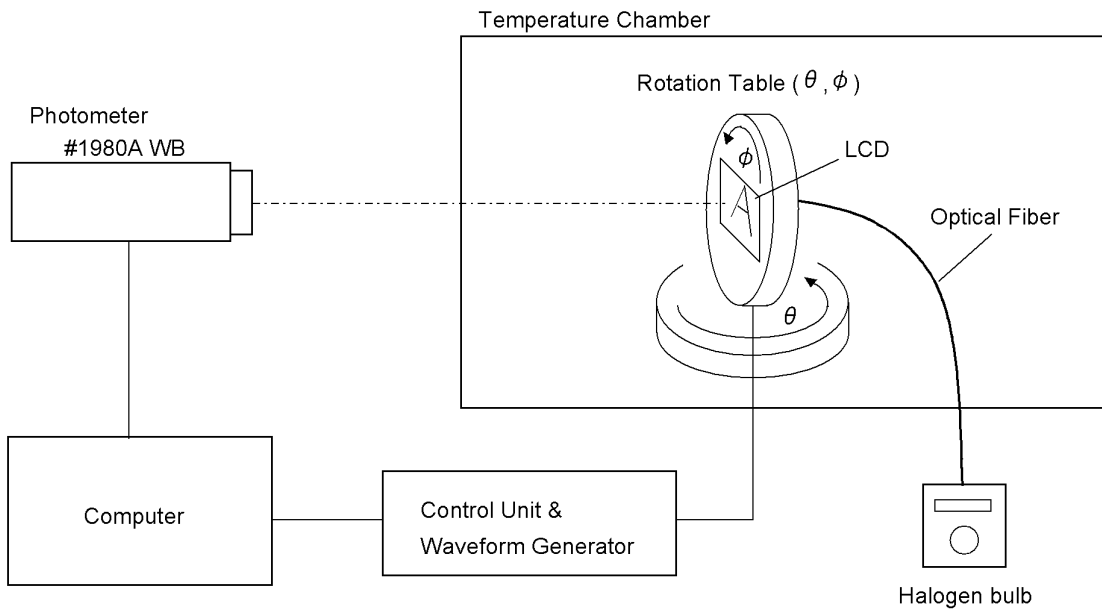 Temperature Chamber
Rotation Table ( θ , ϕ )
Photometer
#1980A WB
ϕ
LCD
A
Optical Fiber
θ
Computer
Control Unit &
Waveform Generator
Halogen bulb